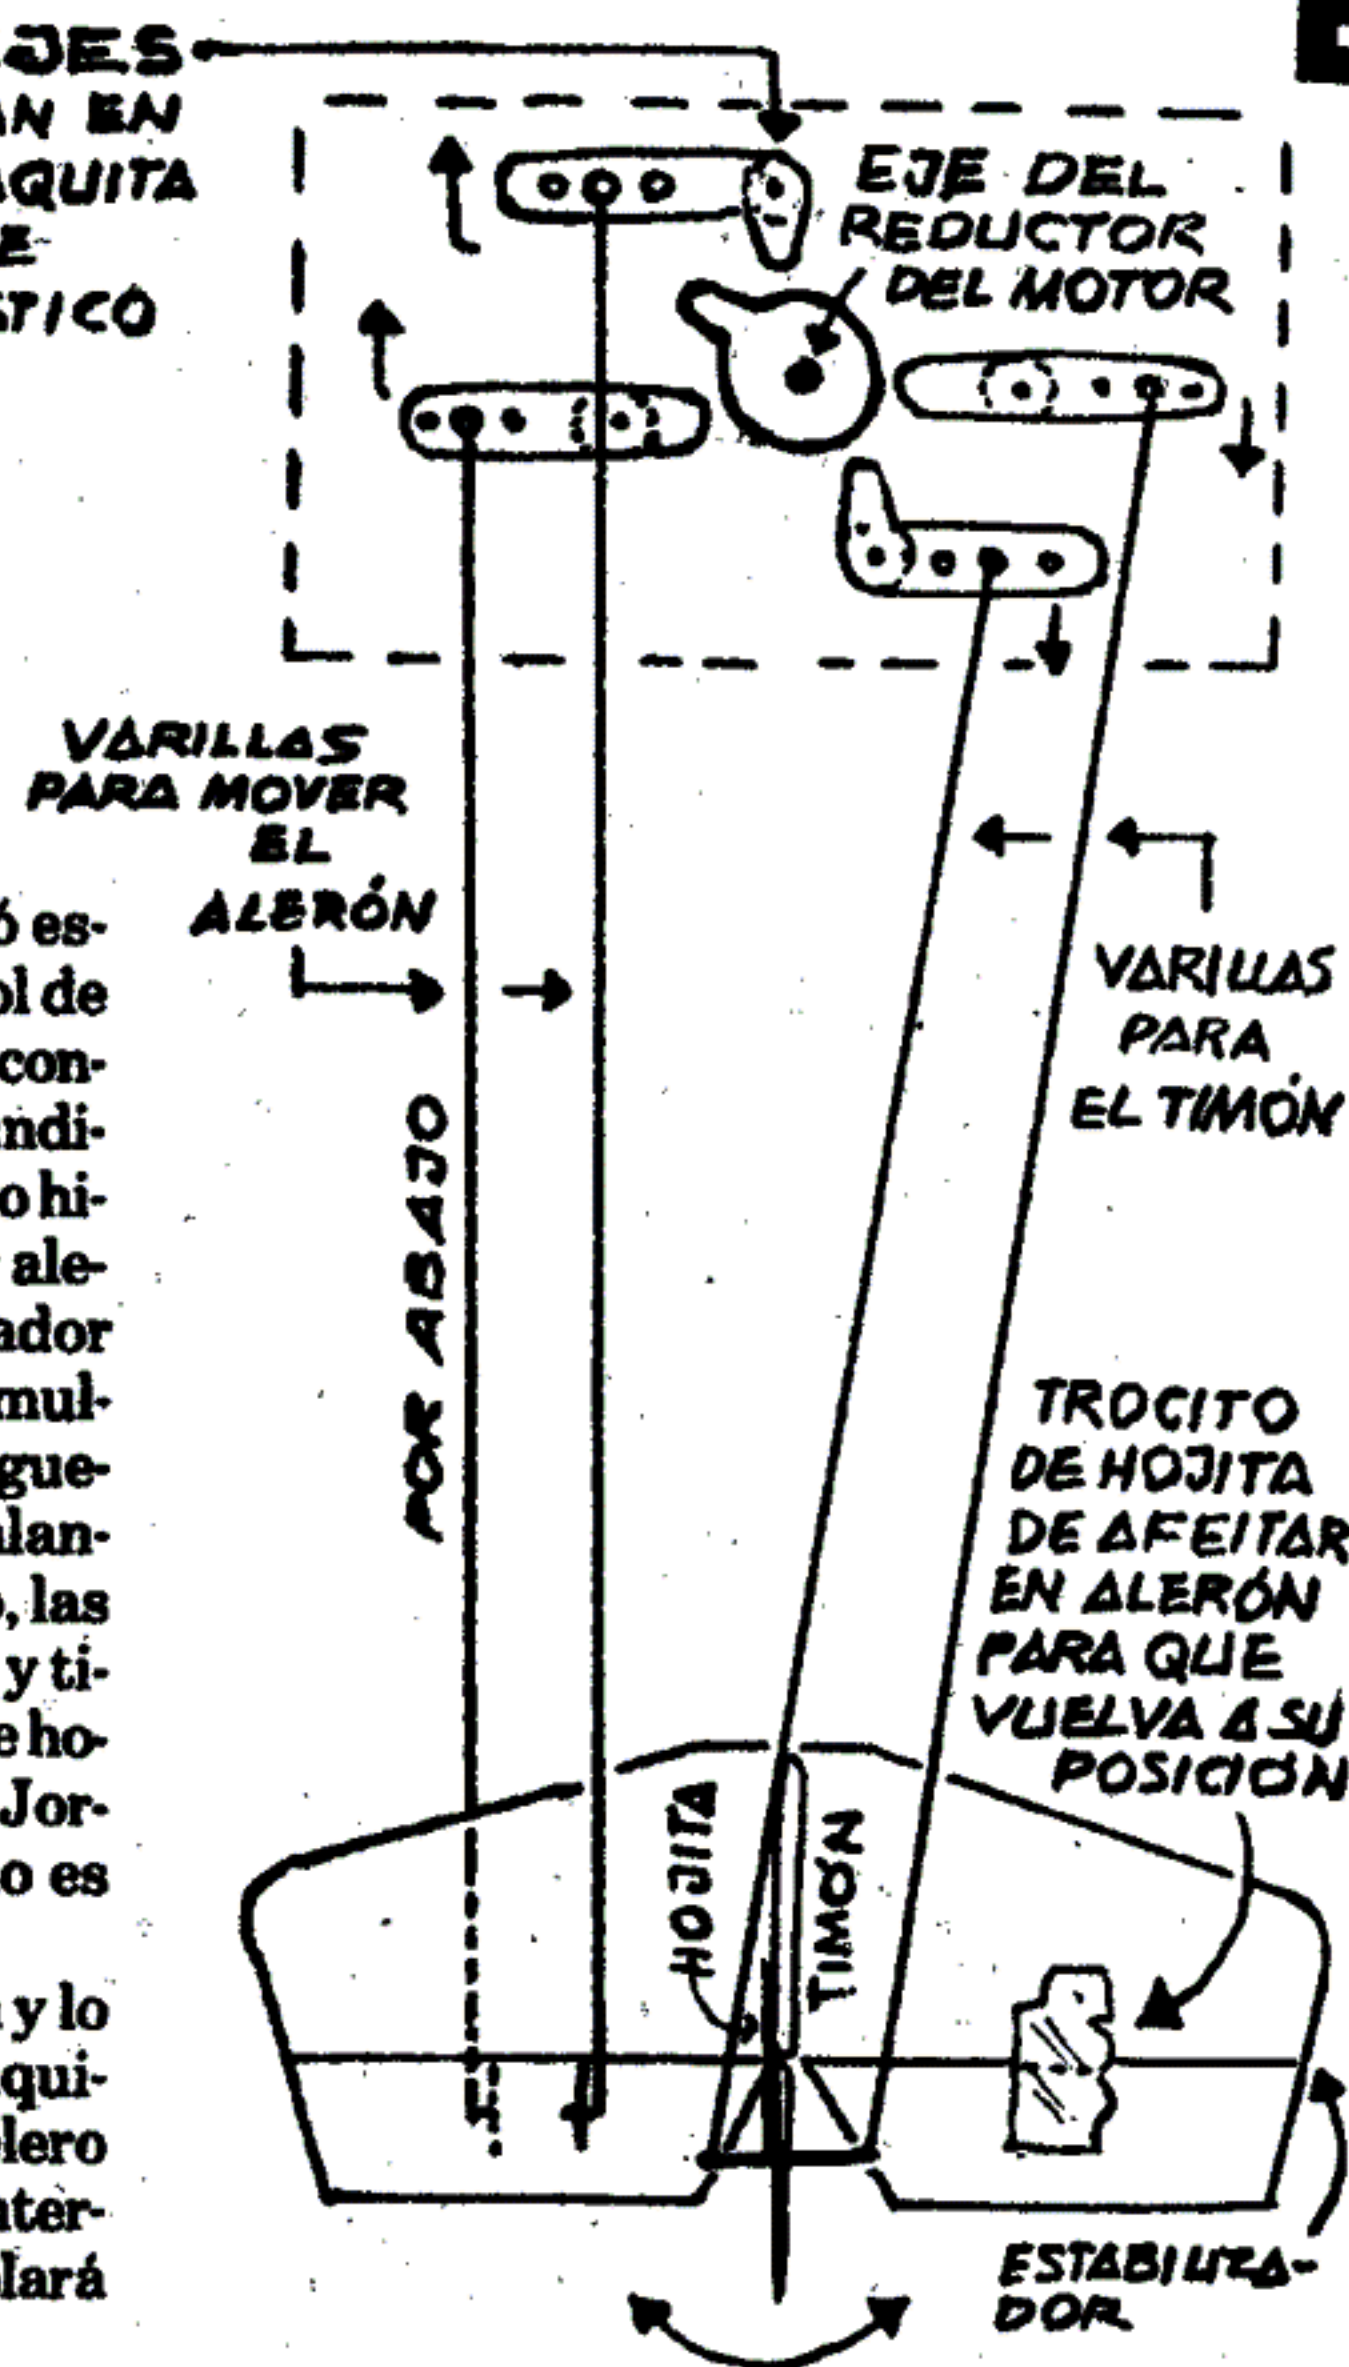 JES
AN EN
AQUITA
E
STICO
EJE DEL
REDUCTOR
DEL MOTOR
VARILLAS
PARA MOVER
EL
ALERÓN
POR ABAJO
VARILLAS
PARA
EL TIMÓN
TROCITO
DE HOJITA
DE AFEITAR
EN ALERÓN
PARA QUE
VUELVA A SU
POSICIÓN
HOJITA
TIMÓN
ESTABILIZA-
DOR
ó es-
ol de
con-
indi-
o hi-
ale-
ador
mul-
gue-
alan-
o, las
y ti-
e ho-
Jor-
o es
y lo
qui-
lero
nter-
lará